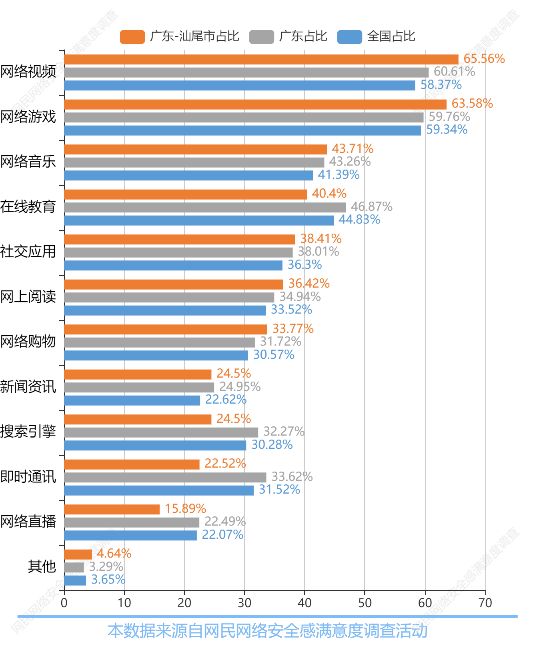 广东-汕尾市占比 广东占比 全国占比
网络视频 65.56% 60.61% 58.37%
网络游戏 63.58% 59.76% 59.34%
网络音乐 43.71% 43.26% 41.39%
在线教育 40.4% 46.87% 44.83%
社交应用 38.41% 38.01% 36.3%
网上阅读 36.42% 34.94% 33.52%
网络购物 33.77% 31.72% 30.57%
新闻资讯 24.5% 24.95% 22.62%
搜索引擎 24.5% 32.27% 30.28%
即时通讯 22.52% 33.62% 31.52%
网络直播 15.89% 22.49% 22.07%
其他 4.64% 3.29% 3.65%
0 10 20 30 40 50 60 70
本数据来源自网民网络安全感满意度调查活动